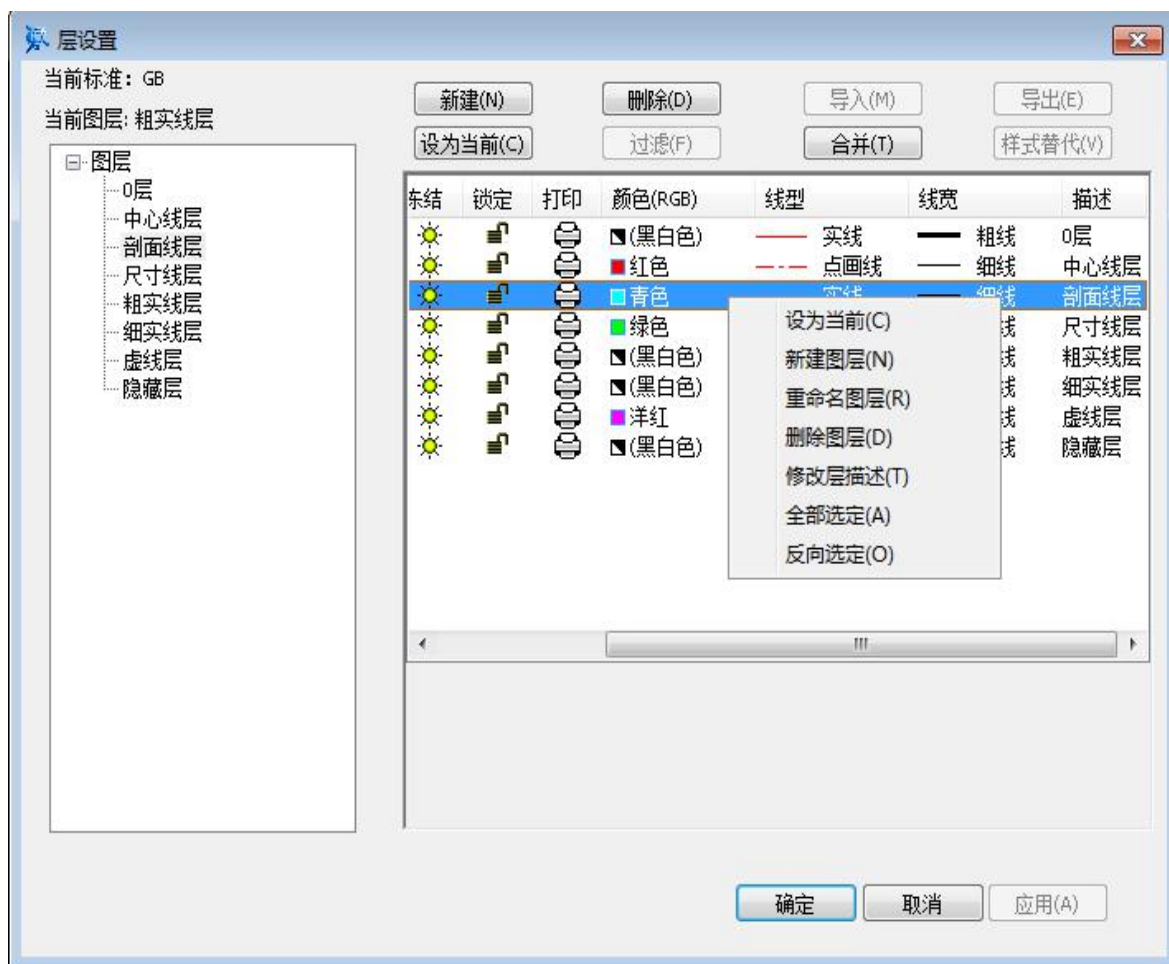 层设置
当前标准: GB
当前图层: 粗实线层
新建(N) 删除(D) 导入(M) 导出(E)
设为当前(C) 过滤(F) 合并(T) 样式替代(V)
图层
0层
中心线层
剖面线层
尺寸线层
粗实线层
细实线层
虚线层
隐藏层
冻结 锁定 打印 颜色(RGB) 线型 线宽 描述
(黑白色) 实线 粗线 0层
红色 点画线 细线 中心线层
青色 实线 细线 剖面线层
绿色 线 尺寸线层
(黑白色) 线 粗实线层
(黑白色) 线 细实线层
洋红 线 虚线层
(黑白色) 线 隐藏层
设为当前(C)
新建图层(N)
重命名图层(R)
删除图层(D)
修改层描述(T)
全部选定(A)
反向选定(O)
确定 取消 应用(A)